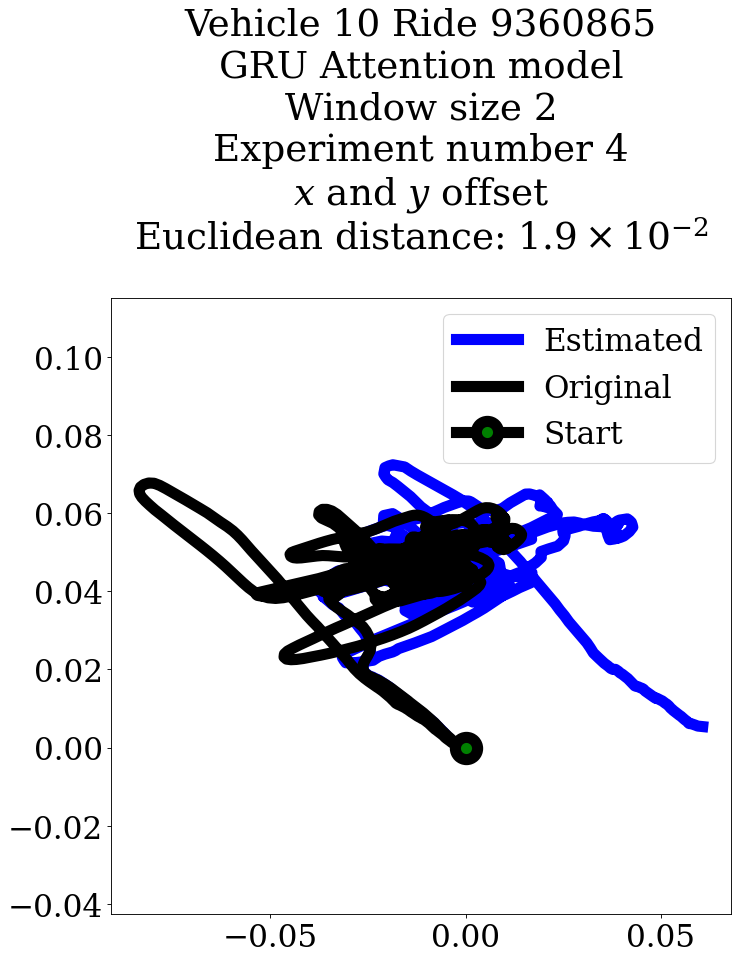 Vehicle 10 Ride 9360865
GRU Attention model
Window size 2
Experiment number 4
x and y offset
Euclidean distance: 1.9 × 10⁻²
Estimated
Original
Start
0.10
0.08
0.06
0.04
0.02
0.00
−0.02
−0.04
−0.05 0.00 0.05